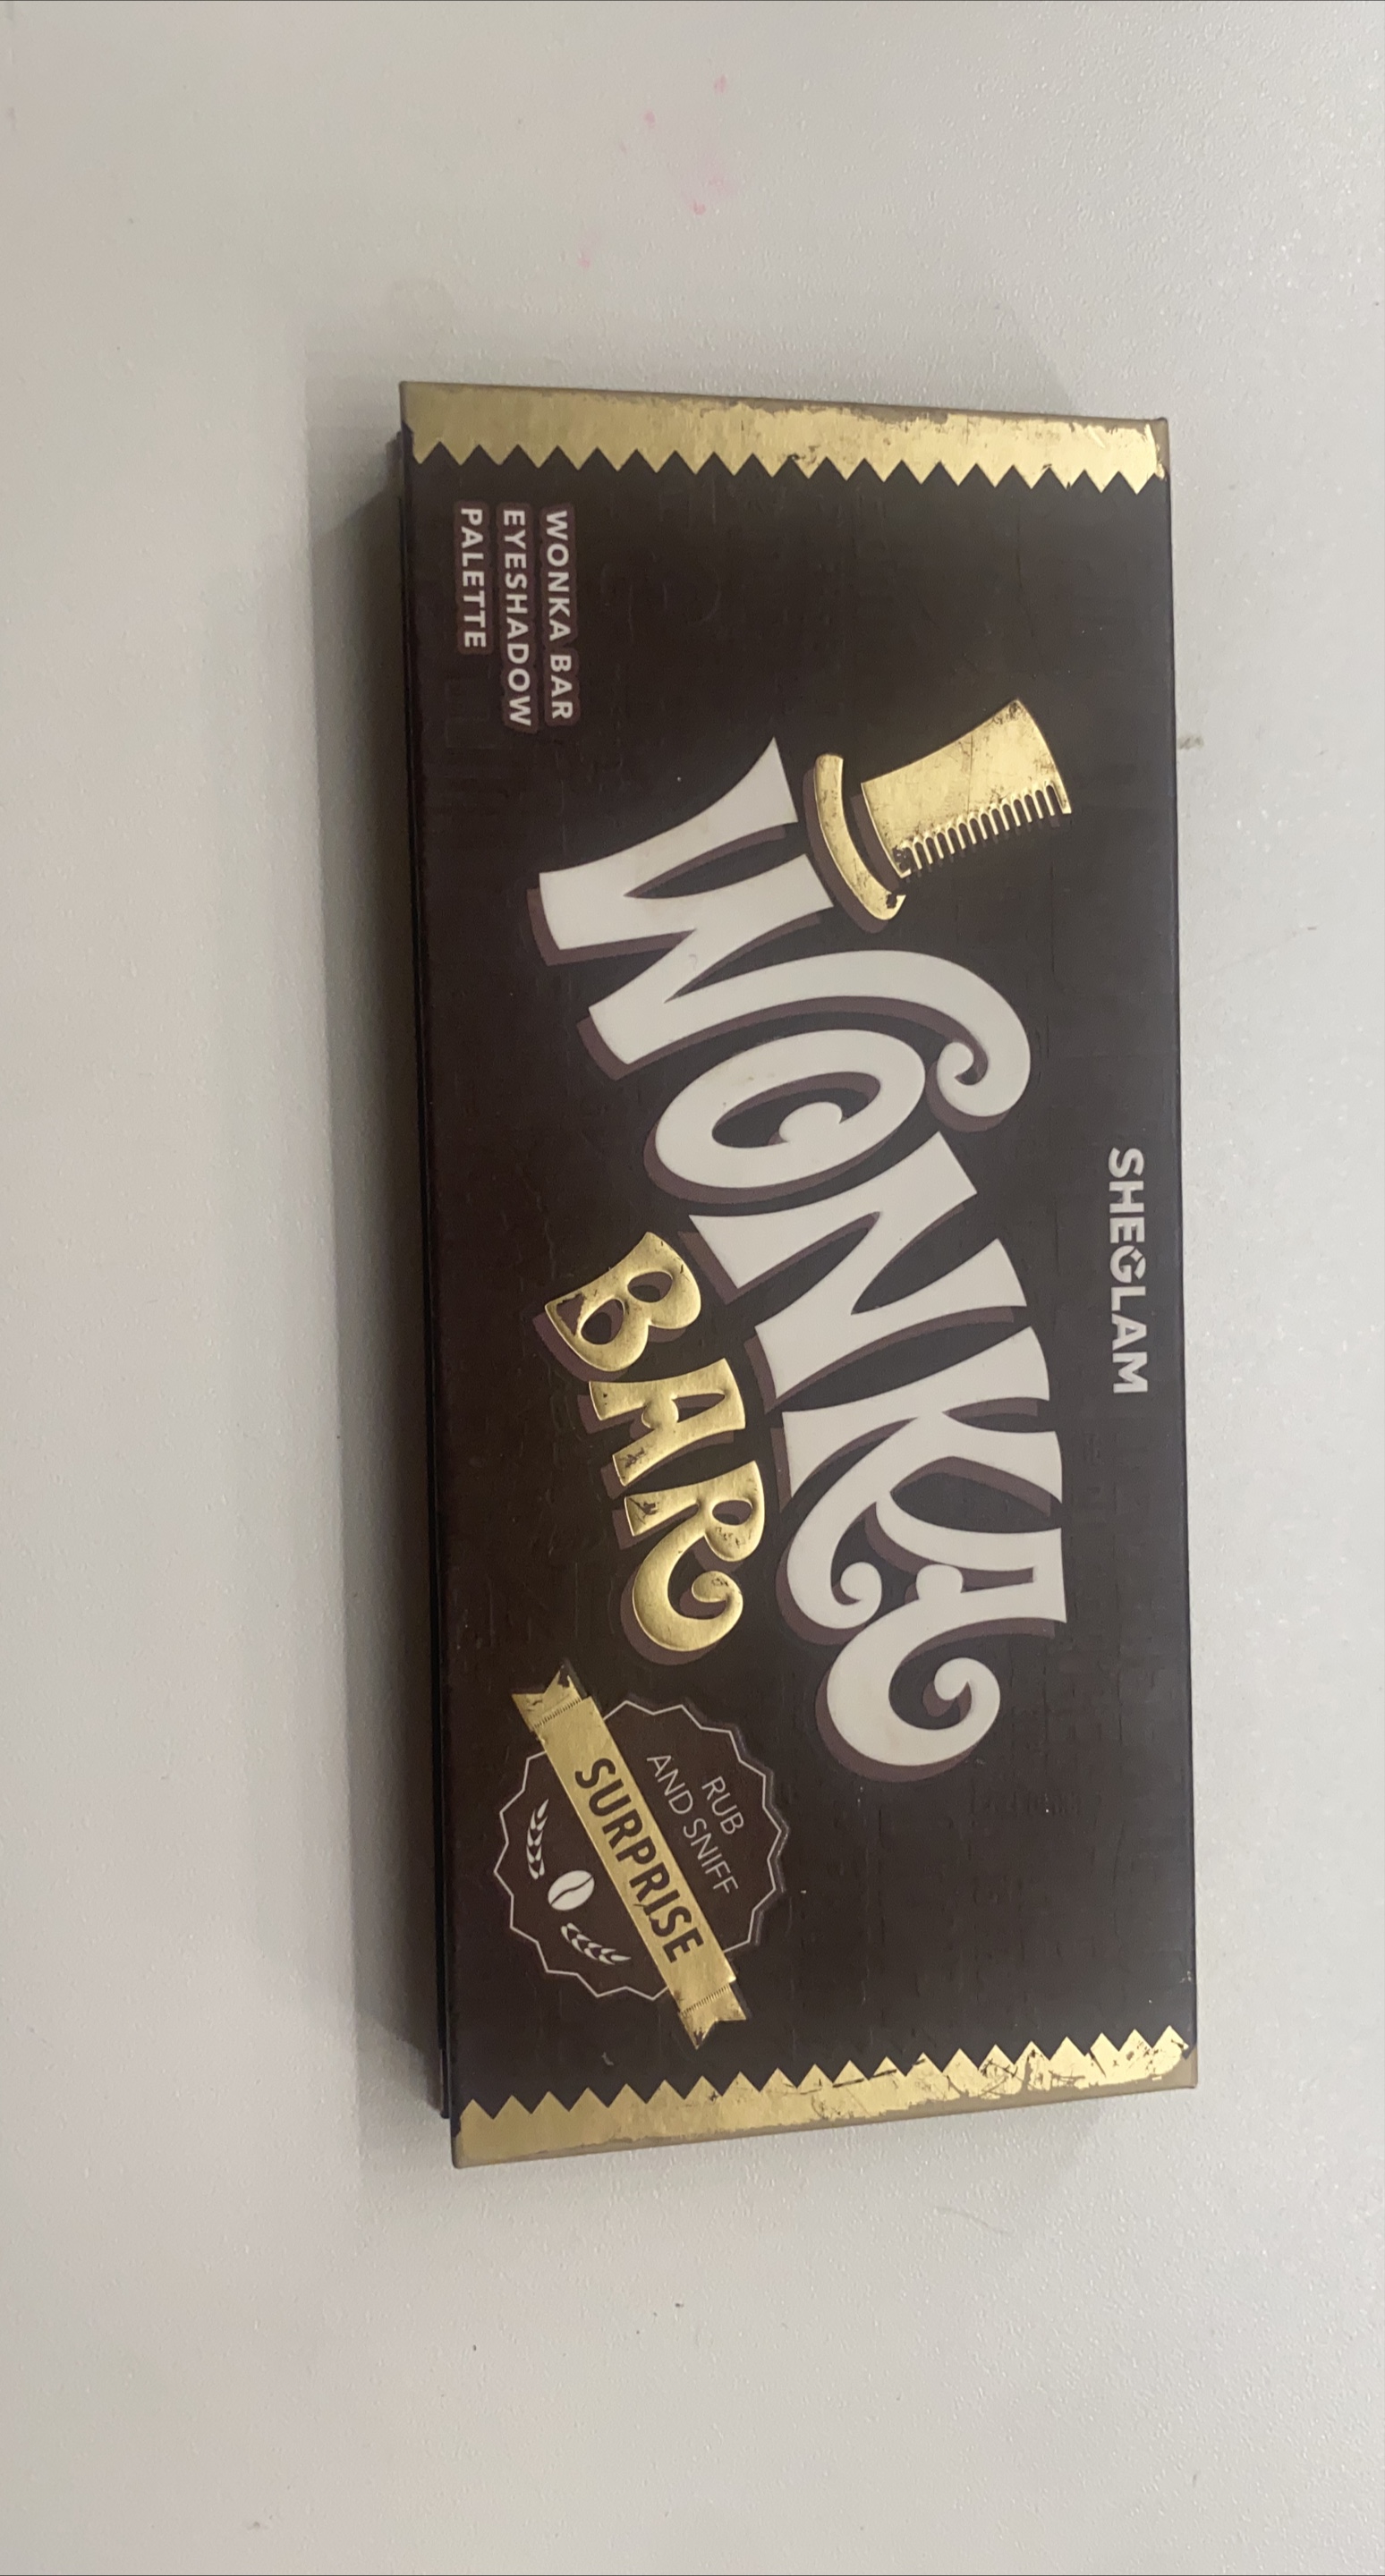 SHEGLAM
WONKA
BAR
WONKA BAR
EYESHADOW
PALETTE
RUB
AND SNIFF
SURPRISE